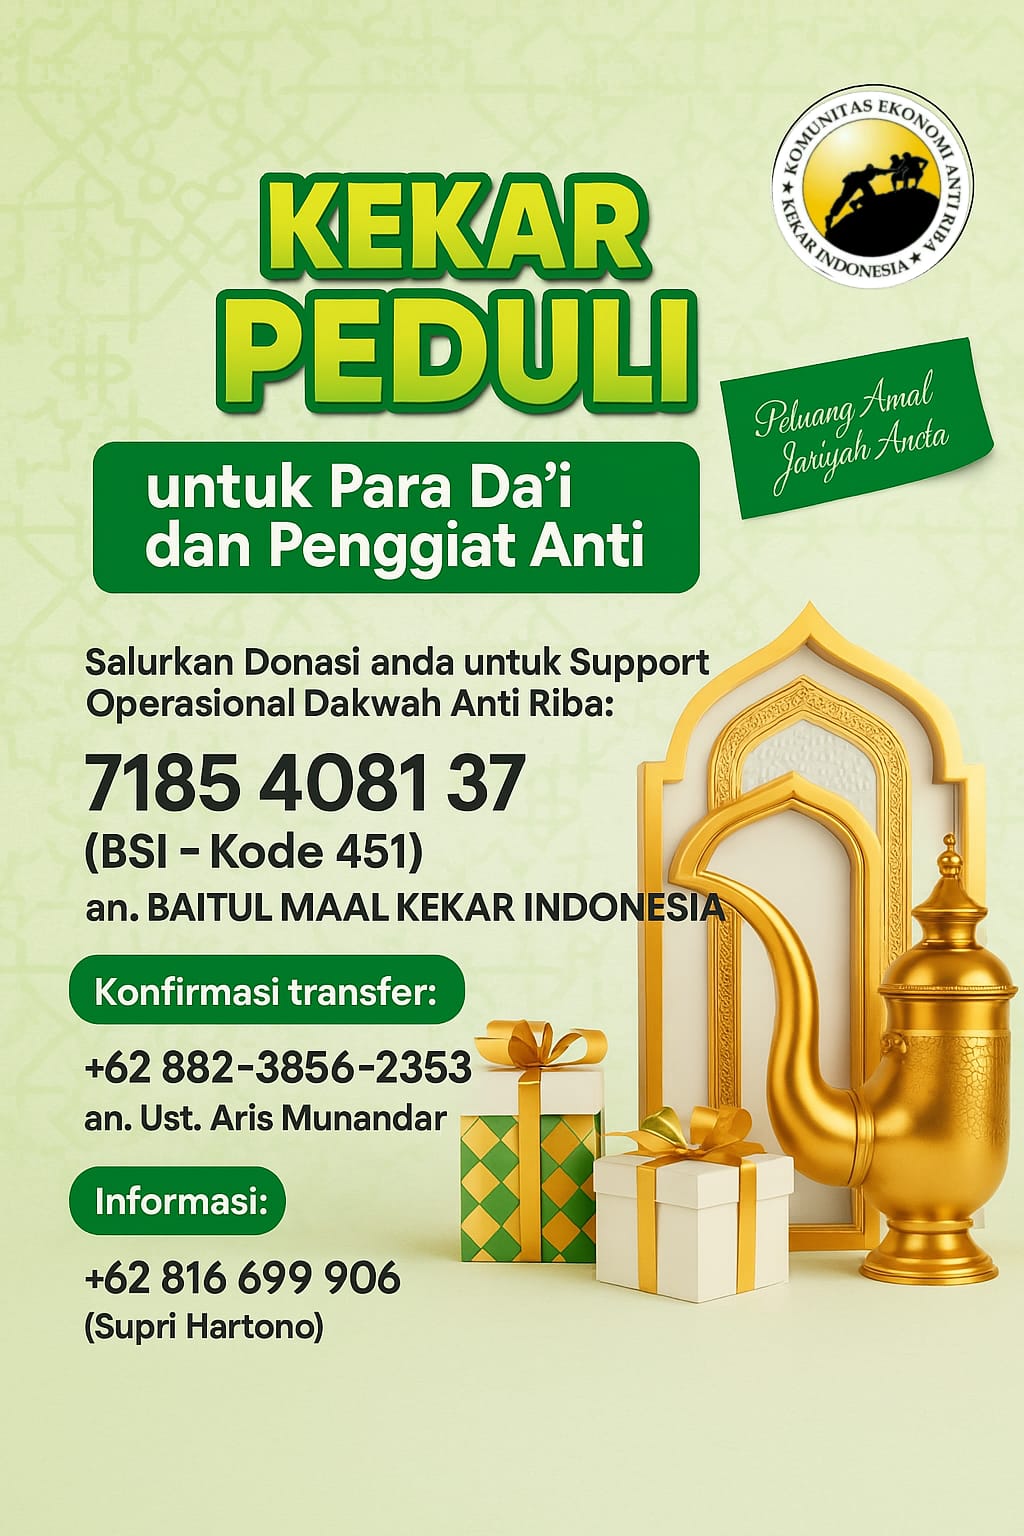 KOMUNITAS EKONOMI ANTI RIBA
★ KEKAR INDONESIA ★
KEKAR
PEDULI
Peluang Amal
Jariyah Ancta
untuk Para Da’i
dan Penggiat Anti
Salurkan Donasi anda untuk Support
Operasional Dakwah Anti Riba:
7185 4081 37
(BSI - Kode 451)
an. BAITUL MAAL KEKAR INDONESIA
Konfirmasi transfer:
+62 882-3856-2353
an. Ust. Aris Munandar
Informasi:
+62 816 699 906
(Supri Hartono)